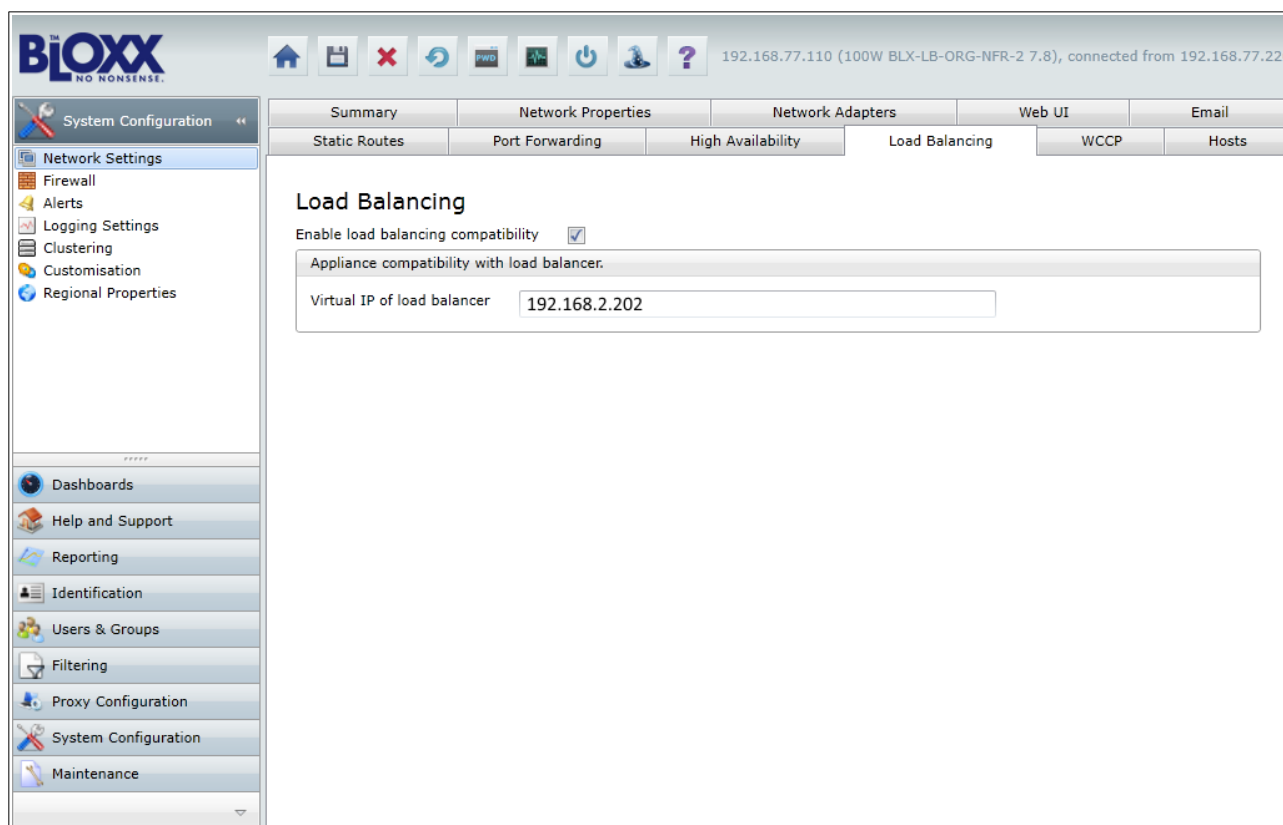 TM
BLOXX
NO NONSENSE.
PWD
?
192.168.77.110 (100W BLX-LB-ORG-NFR-2 7.8), connected from 192.168.77.22
System Configuration
Network Settings
Firewall
Alerts
Logging Settings
Clustering
Customisation
Regional Properties
Dashboards
Help and Support
Reporting
Identification
Users & Groups
Filtering
Proxy Configuration
System Configuration
Maintenance
Summary Network Properties Network Adapters Web UI Email
Static Routes Port Forwarding High Availability Load Balancing WCCP Hosts
Load Balancing
Enable load balancing compatibility
Appliance compatibility with load balancer.
Virtual IP of load balancer 192.168.2.202